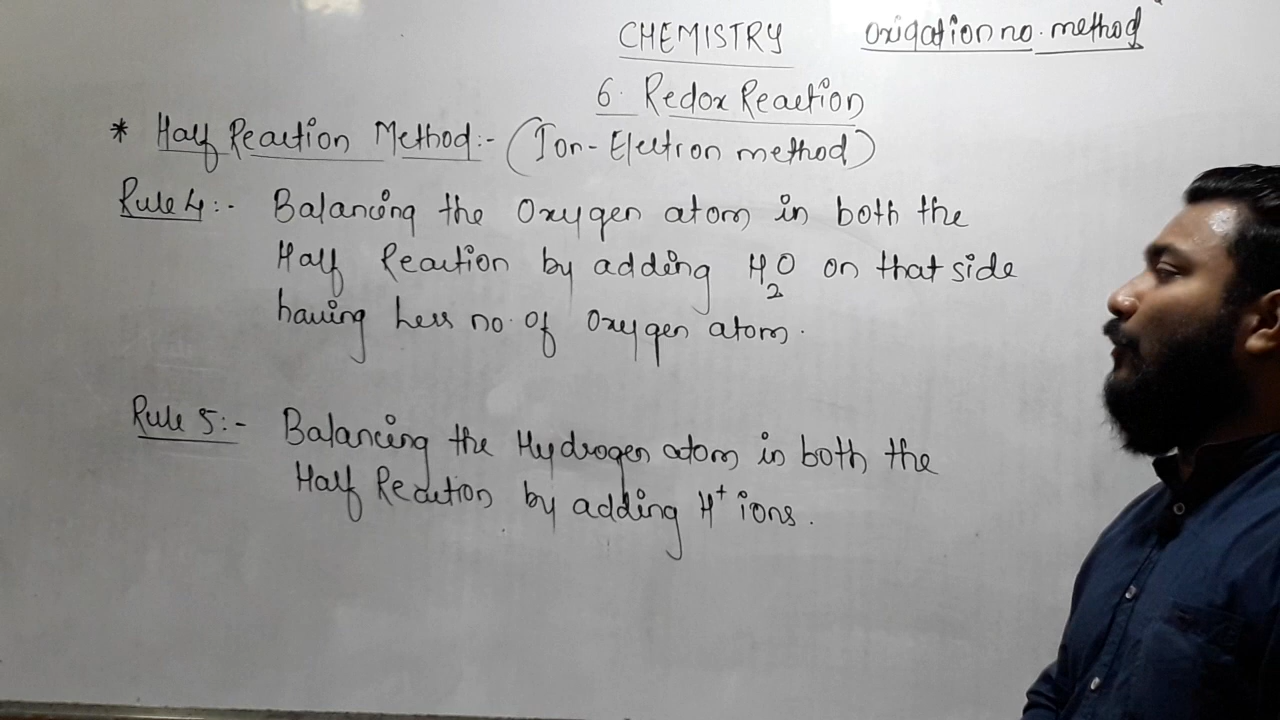 CHEMISTRY Oxigation no. method
6. Redox Reaction
* Half Reaction Method:- (Ion-Electron method)
Rule 4:- Balancing the Oxygen atom in both the
Half Reaction by adding H₂O on that side
having Less no. of Oxygen atom.
Rule 5:- Balancing the Hydrogen atom in both the
Half Reaction by adding H⁺ ions.